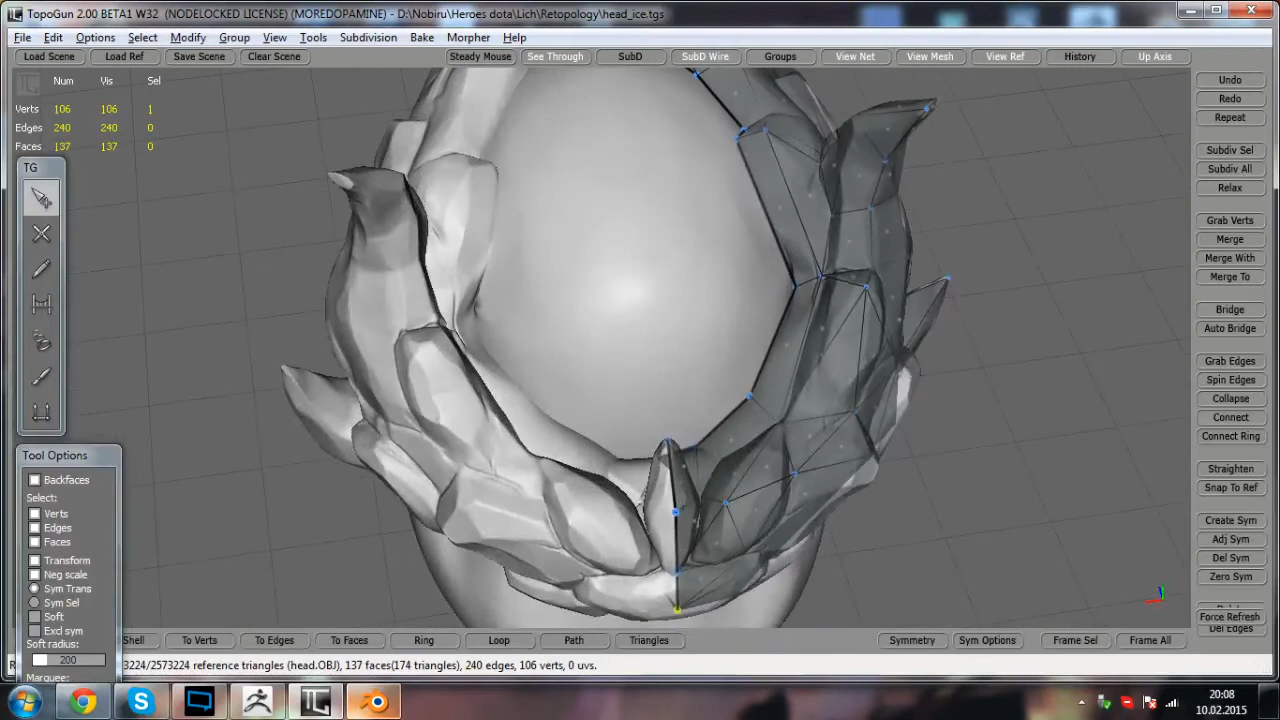 TopoGun 2.00 BETA1 W32 (NODELOCKED LICENSE) (MOREDOPAMINE) - D:\Nobiru\Heroes dota\Lich\Retopology\head_ice.tgs
File Edit Options Select Modify Group View Tools Subdivision Bake Morpher Help
Load Scene Load Ref Save Scene Clear Scene Steady Mouse See Through SubD SubD Wire Groups View Net View Mesh View Ref History Up Axis
Num Vis Sel
Verts 106 106 1
Edges 240 240 0
Faces 137 137 0
TG
Tool Options
Backfaces
Select:
Verts
Edges
Faces
Transform
Neg scale
Sym Trans
Sym Sel
Soft
Excl sym
Soft radius:
200
Marquee:
Undo
Redo
Repeat
Subdiv Sel
Subdiv All
Relax
Grab Verts
Merge
Merge With
Merge To
Bridge
Auto Bridge
Grab Edges
Spin Edges
Collapse
Connect
Connect Ring
Straighten
Snap To Ref
Create Sym
Adj Sym
Del Sym
Zero Sym
Force Refresh
Del Edges
Shell To Verts To Edges To Faces Ring Loop Path Triangles Symmetry Sym Options Frame Sel Frame All
3224/2573224 reference triangles (head.OBJ), 137 faces(174 triangles), 240 edges, 106 verts, 0 uvs.
20:08
10.02.2015